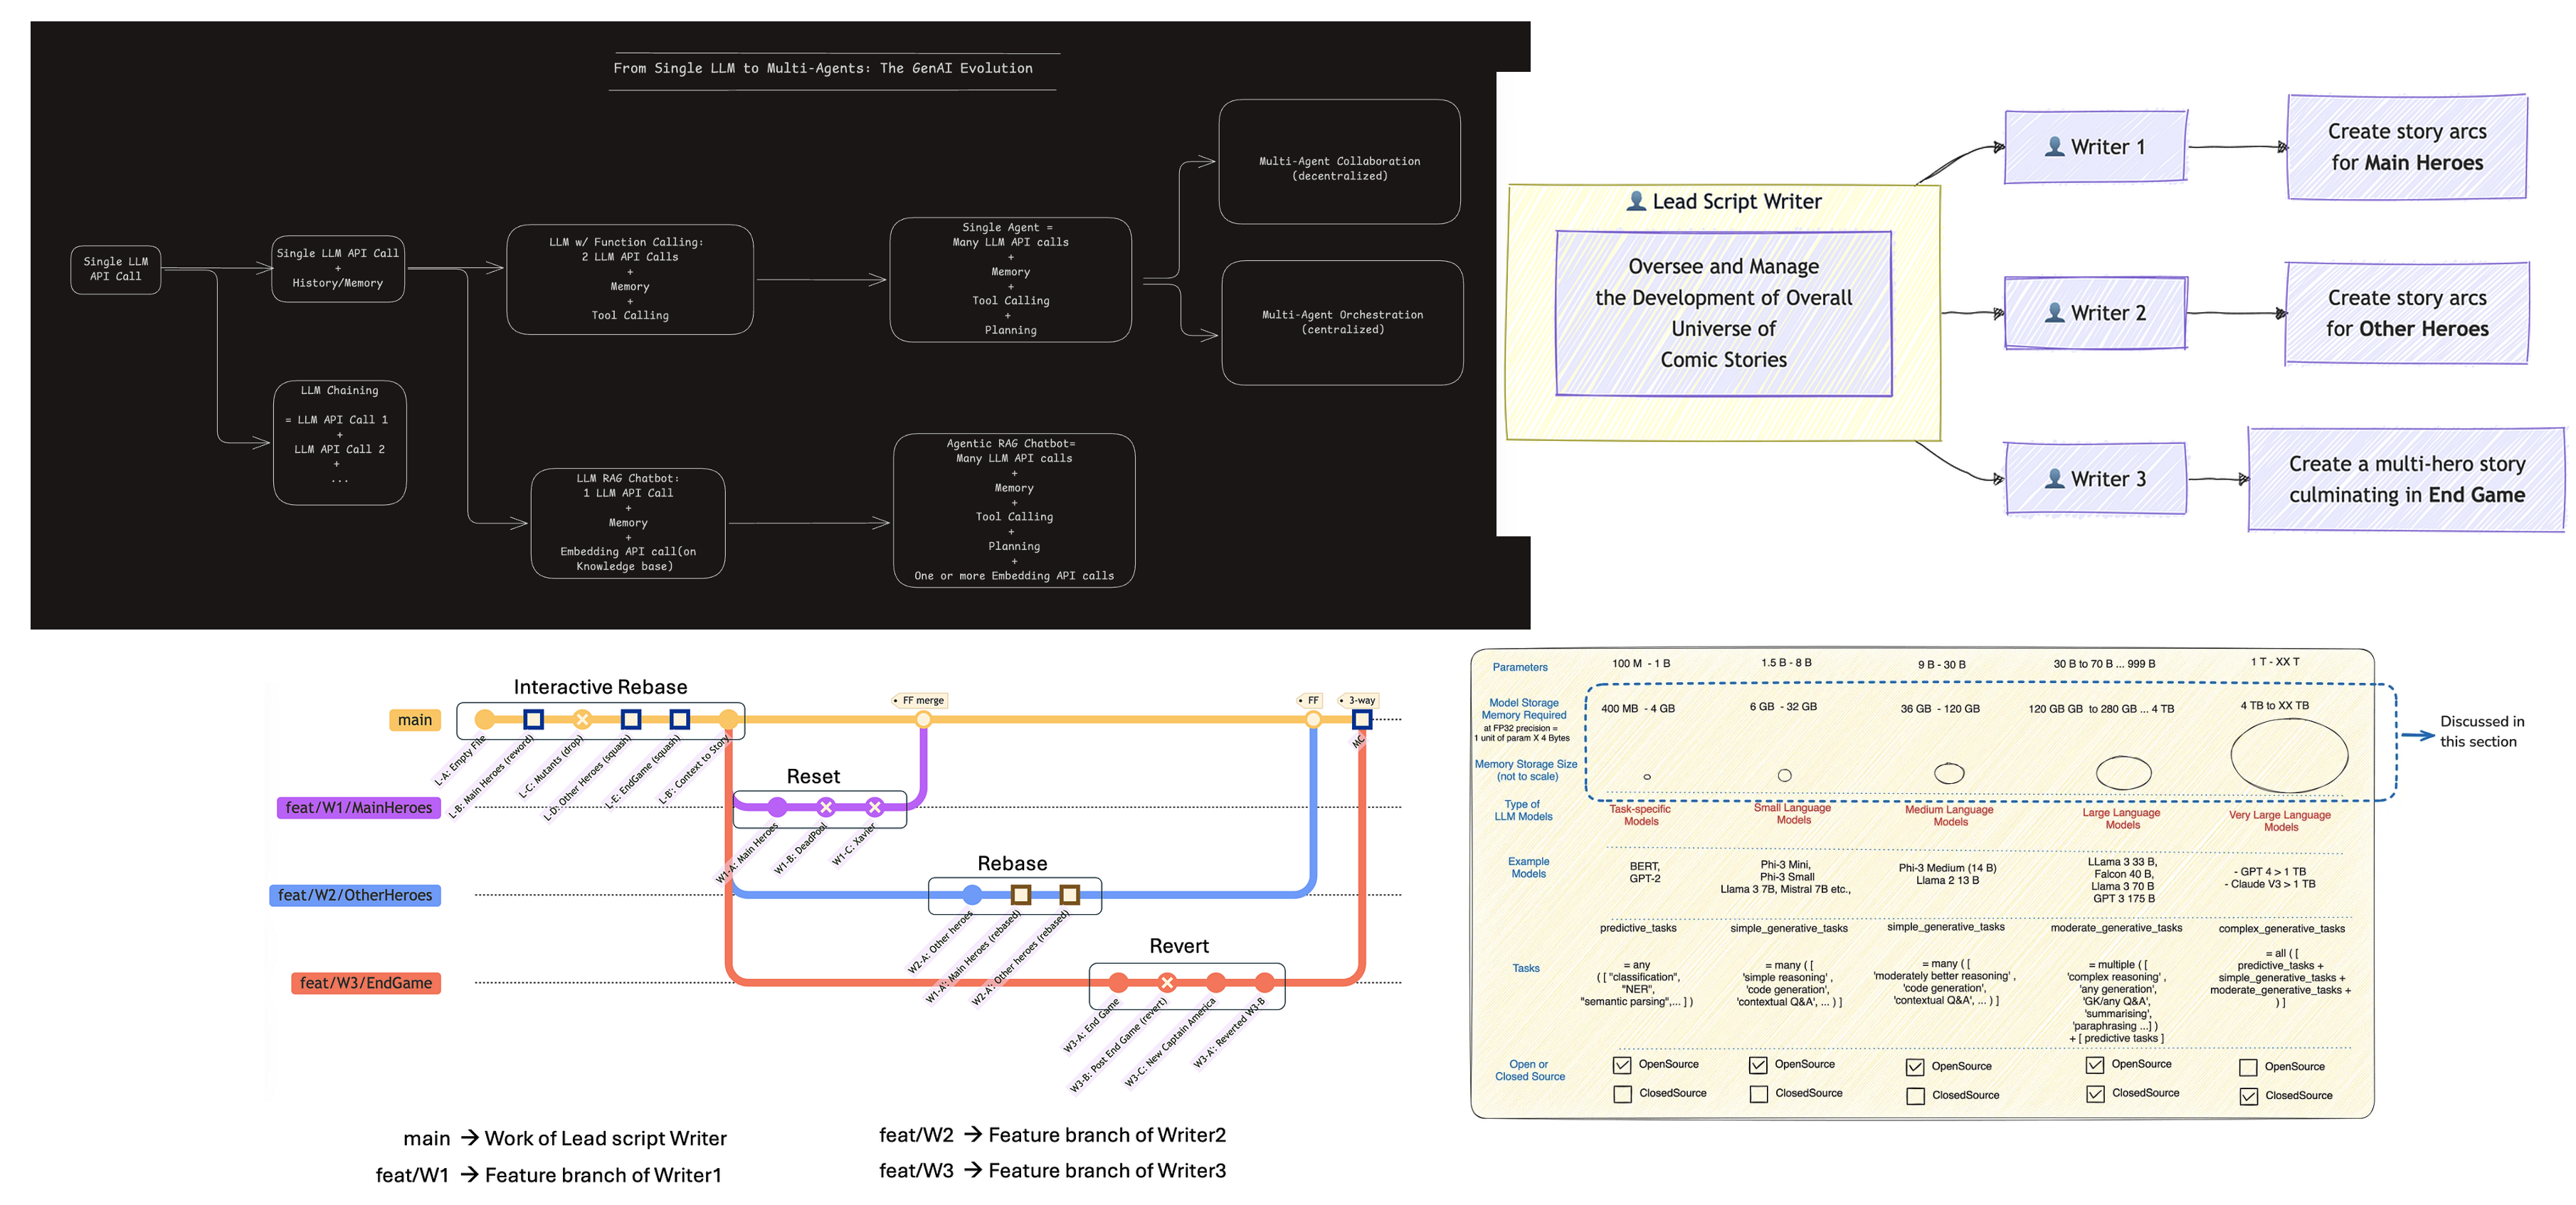 From Single LLM to Multi-Agents: The GenAI Evolution
Single LLM
API Call
Single LLM API Call
+
History/Memory
LLM Chaining
= LLM API Call 1
+
LLM API Call 2
+
...
LLM w/ Function Calling:
2 LLM API Calls
+
Memory
+
Tool Calling
LLM RAG Chatbot:
1 LLM API Call
+
Memory
+
Embedding API call(on
Knowledge base)
Single Agent =
Many LLM API calls
+
Memory
+
Tool Calling
+
Planning
Agentic RAG Chatbot=
Many LLM API calls
+
Memory
+
Tool Calling
+
Planning
+
One or more Embedding API calls
Multi-Agent Collaboration
(decentralized)
Multi-Agent Orchestration
(centralized)
Lead Script Writer
Oversee and Manage
the Development of Overall
Universe of
Comic Stories
Writer 1
Create story arcs
for Main Heroes
Writer 2
Create story arcs
for Other Heroes
Writer 3
Create a multi-hero story
culminating in End Game
Interactive Rebase
main
FF merge
FF
3-way
L-A: Empty File
L-B: Main Heroes (reword)
L-C: Mutants (drop)
L-D: Other Heroes (squash)
L-E: EndGame (squash)
L-B': Context to Story
MC
Reset
feat/W1/MainHeroes
W1-A: Main Heroes
W1-B: DeadPool
W1-C: Xavier
Rebase
feat/W2/OtherHeroes
W2-A: Other heroes
W1-A': Main Heroes (rebased)
W2-A': Other heroes (rebased)
Revert
feat/W3/EndGame
W3-A: End Game
W3-B: Post End Game (revert)
W3-C: New Captain America
W3-A': Reverted W3-B
main → Work of Lead script Writer
feat/W1 → Feature branch of Writer1
feat/W2 → Feature branch of Writer2
feat/W3 → Feature branch of Writer3
Parameters
100 M - 1 B
1.5 B - 8 B
9 B - 30 B
30 B to 70 B ... 999 B
1 T - XX T
Model Storage
Memory Required
at FP32 precision =
1 unit of param X 4 Bytes
400 MB - 4 GB
6 GB - 32 GB
36 GB - 120 GB
120 GB GB to 280 GB ... 4 TB
4 TB to XX TB
Discussed in
this section
Memory Storage Size
(not to scale)
Type of
LLM Models
Task-specific
Models
Small Language
Models
Medium Language
Models
Large Language
Models
Very Large Language
Models
Example
Models
BERT,
GPT-2
Phi-3 Mini,
Phi-3 Small
Llama 3 7B, Mistral 7B etc.,
Phi-3 Medium (14 B)
Llama 2 13 B
LLama 3 33 B,
Falcon 40 B,
Llama 3 70 B
GPT 3 175 B
- GPT 4 > 1 TB
- Claude V3 > 1 TB
Tasks
predictive_tasks
= any
( [ "classification",
"NER",
"semantic parsing",... ] )
simple_generative_tasks
= many ( [
'simple reasoning' ,
'code generation',
'contextual Q&A', ... ) ]
simple_generative_tasks
= many ( [
'moderately better reasoning' ,
'code generation',
'contextual Q&A', ... ) ]
moderate_generative_tasks
= multiple ( [
'complex reasoning' ,
'any generation',
'GK/any Q&A',
'summarising',
'paraphrasing ...] )
+ [ predictive tasks ]
complex_generative_tasks
= all ( [
predictive_tasks +
simple_generative_tasks +
moderate_generative_tasks +
) ]
Open or
Closed Source
OpenSource
ClosedSource
OpenSource
ClosedSource
OpenSource
ClosedSource
OpenSource
ClosedSource
OpenSource
ClosedSource